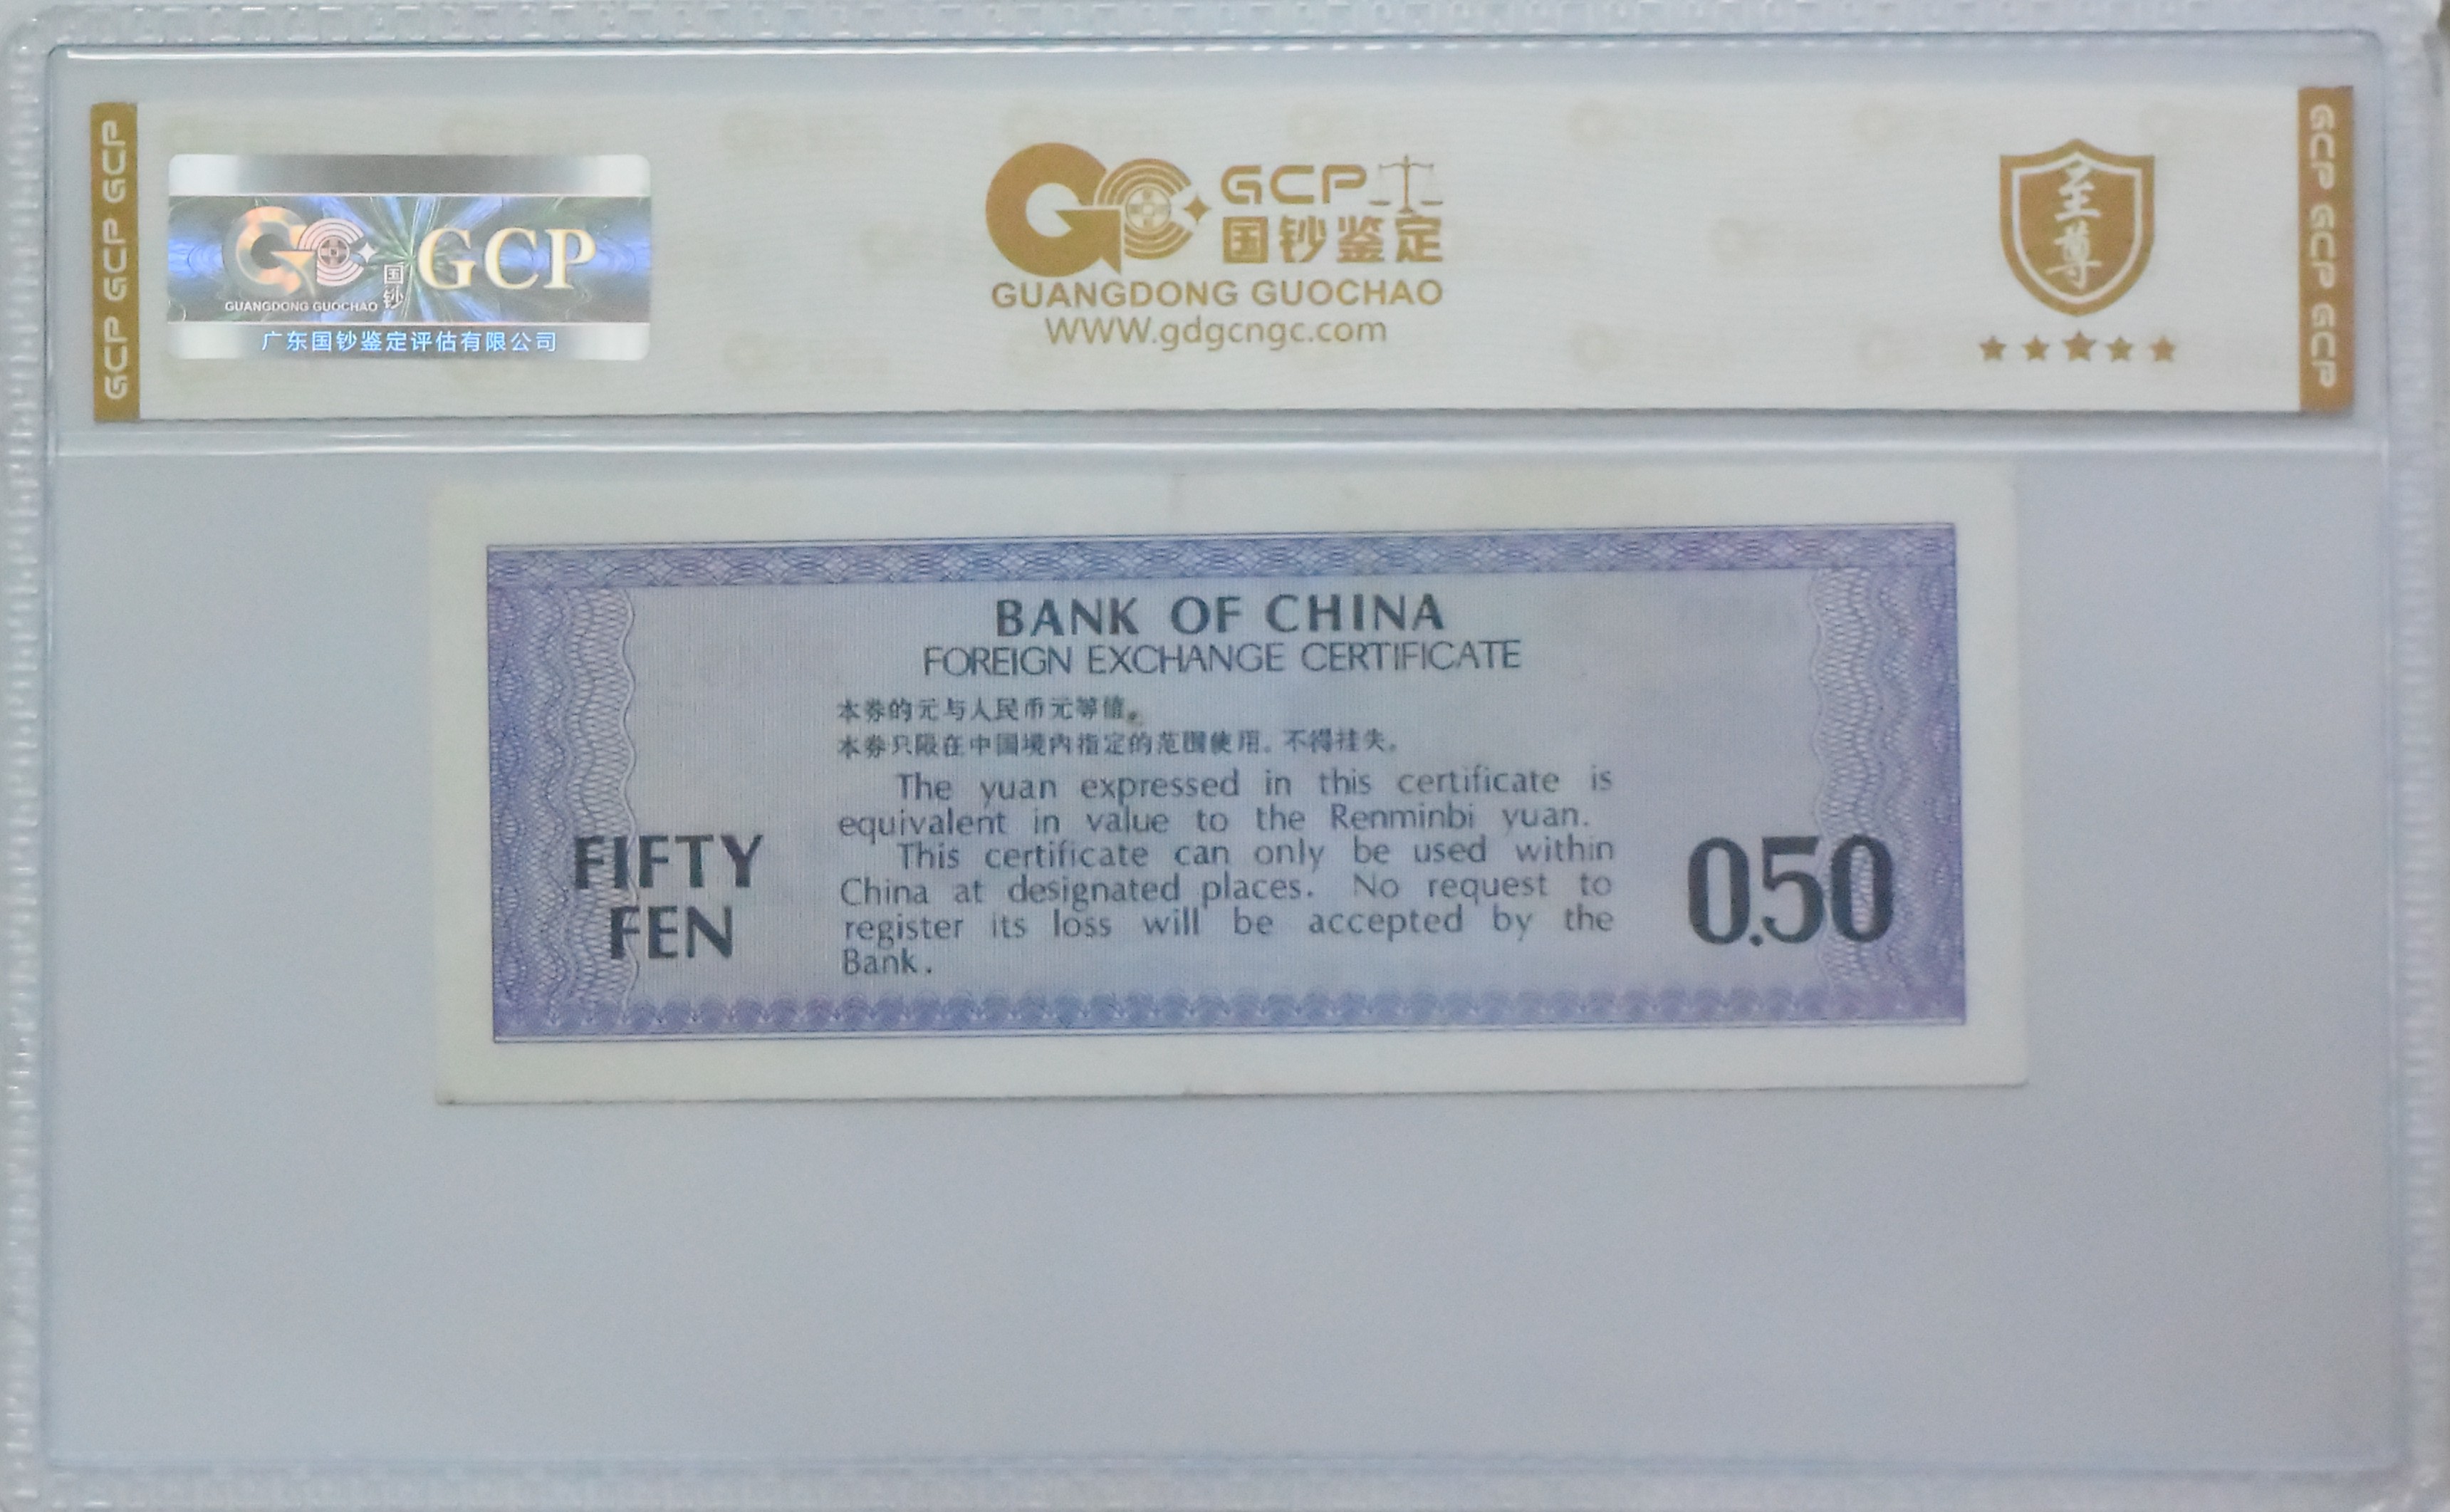 GCP GCP GCP
GCP
国钞
GUANGDONG GUOCHAO
广东国钞鉴定评估有限公司
GCP
国钞鉴定
GUANGDONG GUOCHAO
WWW.gdgcngc.com
至尊
GCP GCP GCP
BANK OF CHINA
FOREIGN EXCHANGE CERTIFICATE
本券的元与人民币元等值。
本券只限在中国境内指定的范围使用。不得挂失。
The yuan expressed in this certificate is
equivalent in value to the Renminbi yuan.
This certificate can only be used within
China at designated places. No request to
register its loss will be accepted by the
Bank.
FIFTY
FEN
0.50